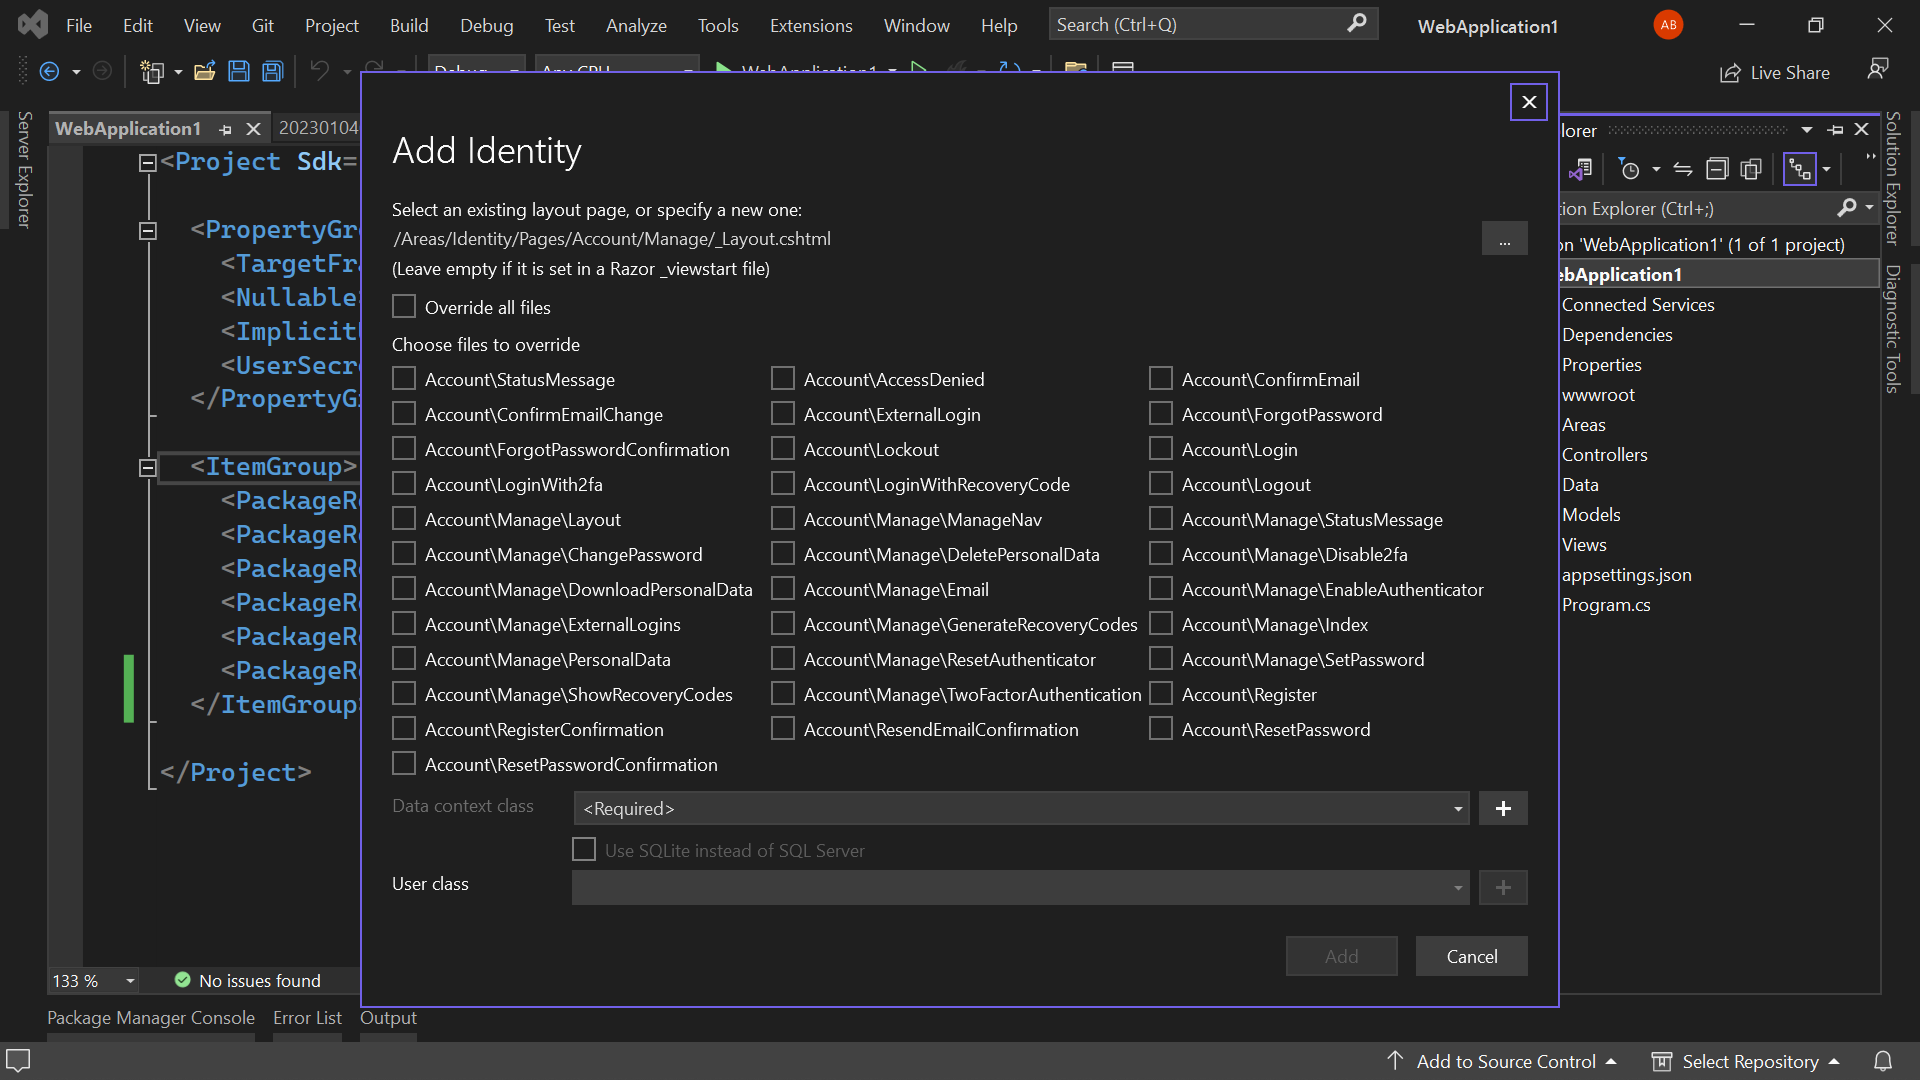 File Edit View Git Project Build Debug Test Analyze Tools Extensions Window Help Search (Ctrl+Q) WebApplication1 AB
Live Share
Server Explorer
WebApplication1
<Project Sdk=
<PropertyGr
<TargetFr
<Nullable
<Implicit
<UserSecr
</PropertyG
<ItemGroup>
<PackageR
<PackageR
<PackageR
<PackageR
<PackageR
<PackageR
</ItemGroup
</Project>
133 %
No issues found
Add Identity
Select an existing layout page, or specify a new one:
/Areas/Identity/Pages/Account/Manage/_Layout.cshtml
...
(Leave empty if it is set in a Razor _viewstart file)
Override all files
Choose files to override
Account\StatusMessage Account\AccessDenied Account\ConfirmEmail
Account\ConfirmEmailChange Account\ExternalLogin Account\ForgotPassword
Account\ForgotPasswordConfirmation Account\Lockout Account\Login
Account\LoginWith2fa Account\LoginWithRecoveryCode Account\Logout
Account\Manage\Layout Account\Manage\ManageNav Account\Manage\StatusMessage
Account\Manage\ChangePassword Account\Manage\DeletePersonalData Account\Manage\Disable2fa
Account\Manage\DownloadPersonalData Account\Manage\Email Account\Manage\EnableAuthenticator
Account\Manage\ExternalLogins Account\Manage\GenerateRecoveryCodes Account\Manage\Index
Account\Manage\PersonalData Account\Manage\ResetAuthenticator Account\Manage\SetPassword
Account\Manage\ShowRecoveryCodes Account\Manage\TwoFactorAuthentication Account\Register
Account\RegisterConfirmation Account\ResendEmailConfirmation Account\ResetPassword
Account\ResetPasswordConfirmation
Data context class <Required>
Use SQLite instead of SQL Server
User class
Add Cancel
lorer
ion Explorer (Ctrl+;)
on 'WebApplication1' (1 of 1 project)
ebApplication1
Connected Services
Dependencies
Properties
wwwroot
Areas
Controllers
Data
Models
Views
appsettings.json
Program.cs
Solution Explorer
Diagnostic Tools
Package Manager Console Error List Output
Add to Source Control Select Repository